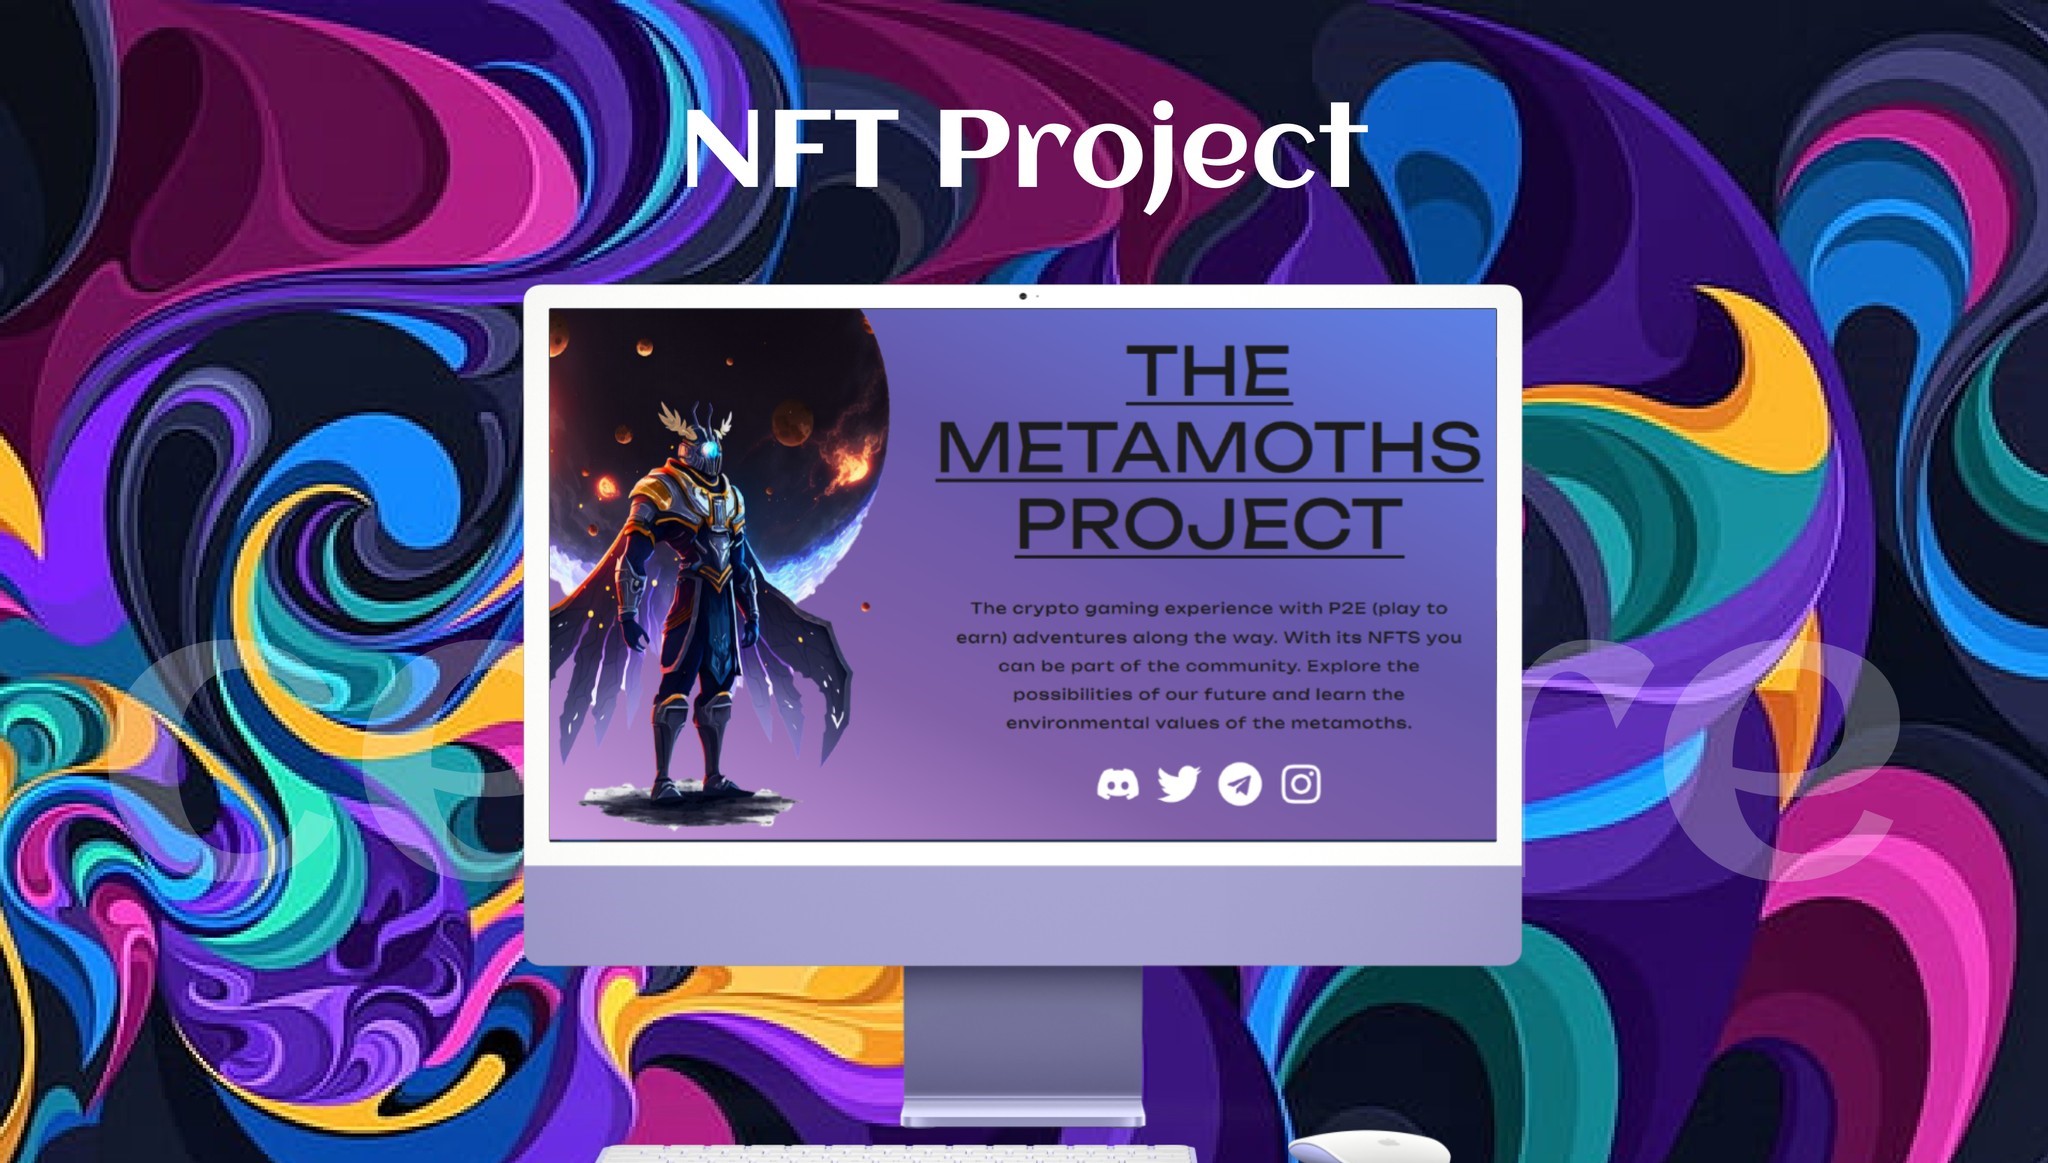 NFT Project
THE
METAMOTHS
PROJECT
The crypto gaming experience with P2E (play to
earn) adventures along the way. With its NFTS you
can be part of the community. Explore the
possibilities of our future and learn the
environmental values of the metamoths.